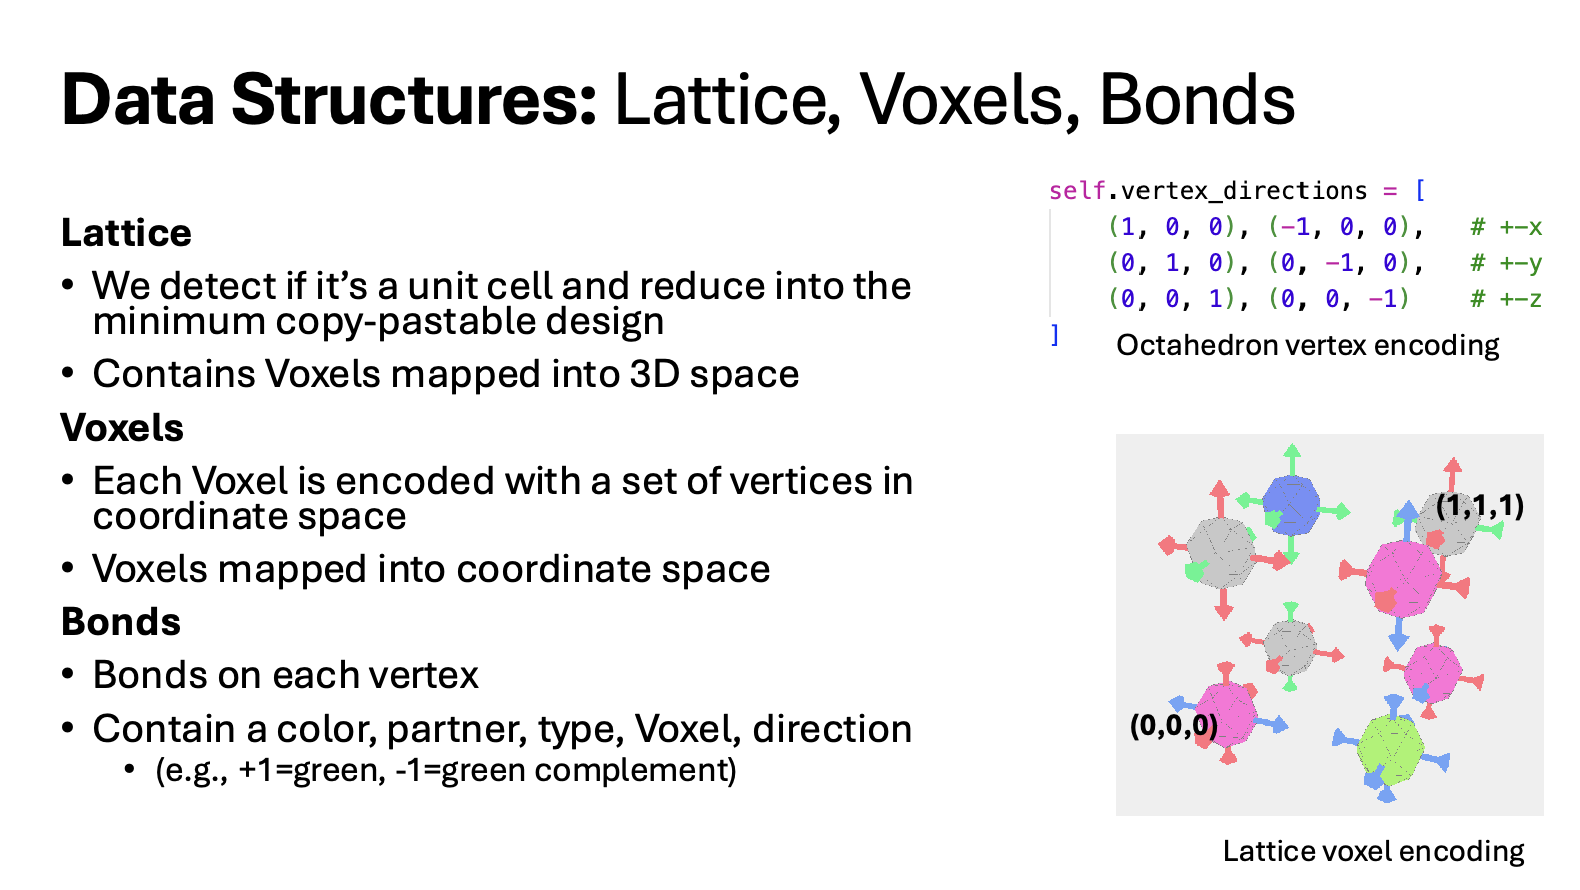 Data Structures: Lattice, Voxels, Bonds
Lattice
• We detect if it’s a unit cell and reduce into the
minimum copy-pastable design
• Contains Voxels mapped into 3D space
Voxels
• Each Voxel is encoded with a set of vertices in
coordinate space
• Voxels mapped into coordinate space
Bonds
• Bonds on each vertex
• Contain a color, partner, type, Voxel, direction
• (e.g., +1=green, -1=green complement)
self.vertex_directions = [
(1, 0, 0), (-1, 0, 0), # +-x
(0, 1, 0), (0, -1, 0), # +-y
(0, 0, 1), (0, 0, -1) # +-z
]
Octahedron vertex encoding
(1,1,1)
(0,0,0)
Lattice voxel encoding